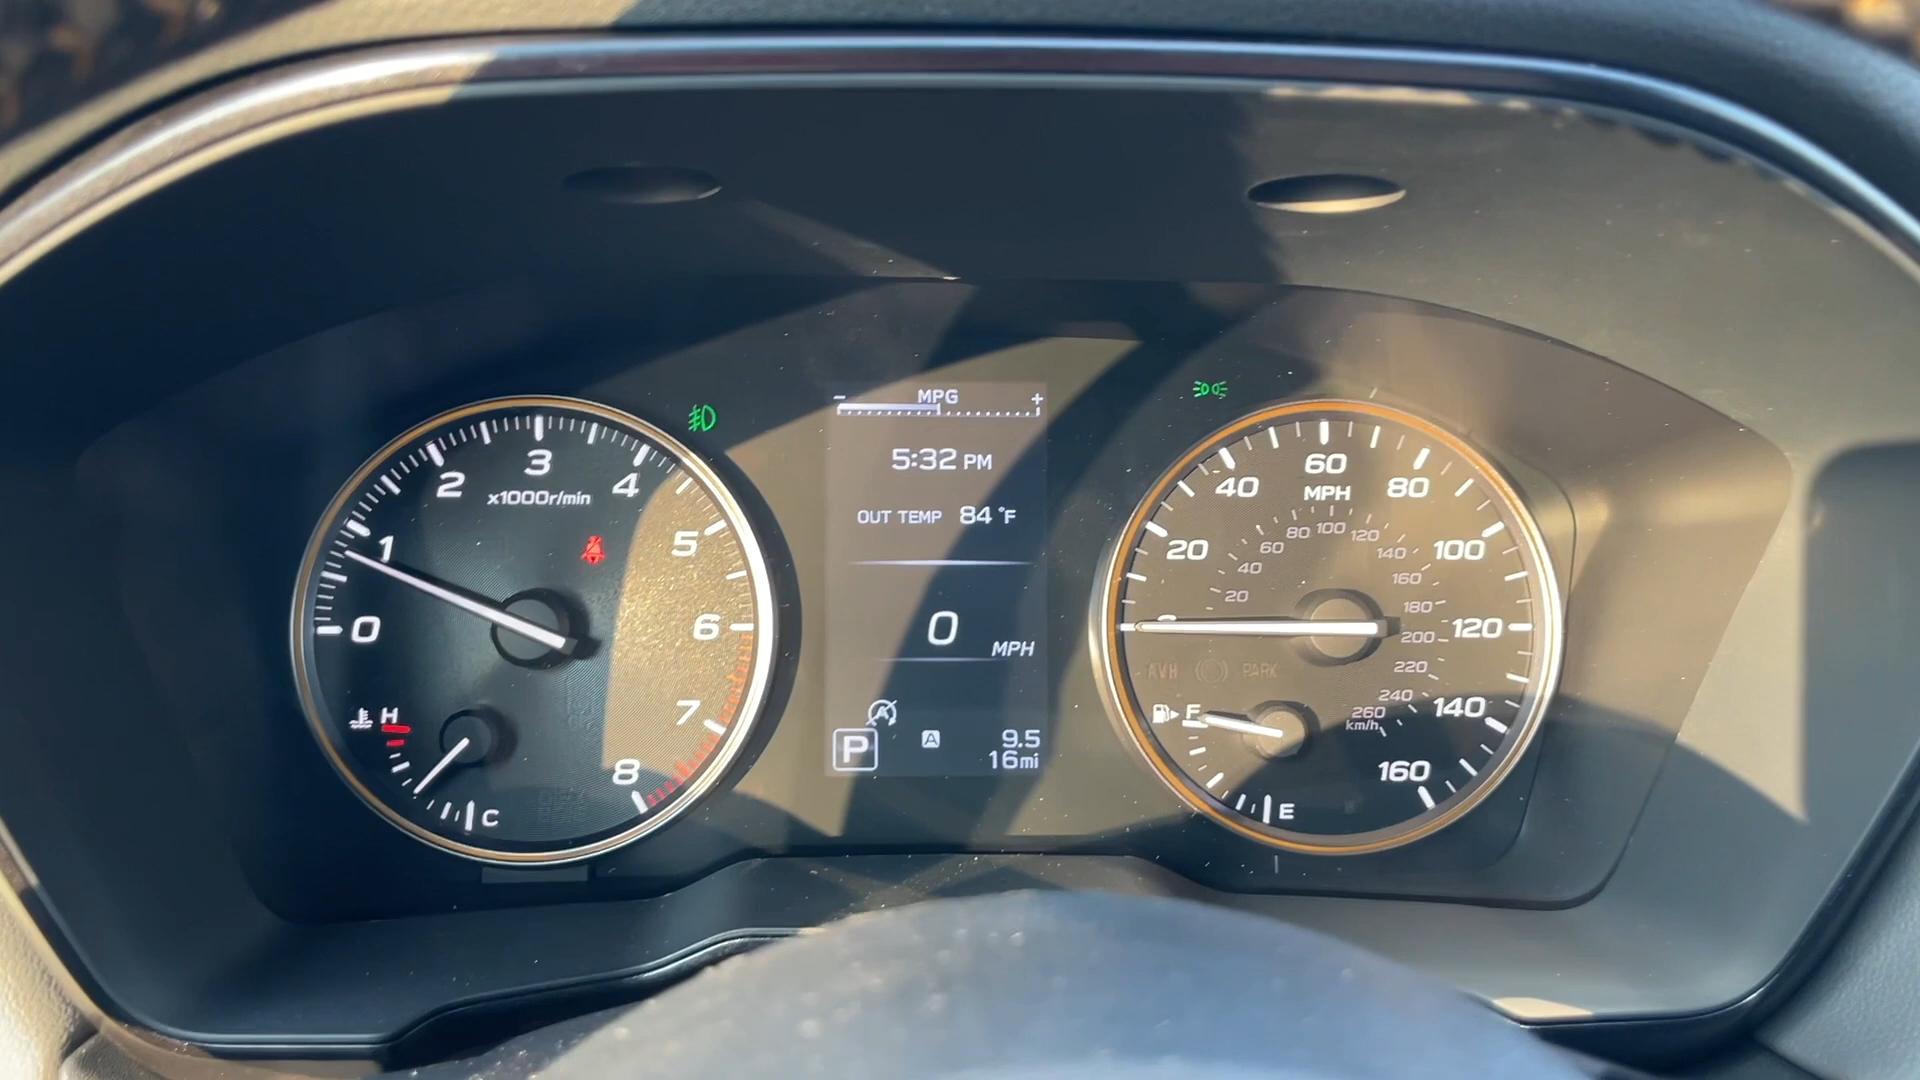 MPG
- +
5:32 PM
OUT TEMP 84 °F
0
MPH
P A 9.5
16mi
0
1
2
3
4
5
6
7
8
x1000r/min
H
C
20
40
60
80
100
120
140
160
MPH
20
40
60
80
100
120
140
160
180
200
220
240
260
km/h
AVH PARK
F
E